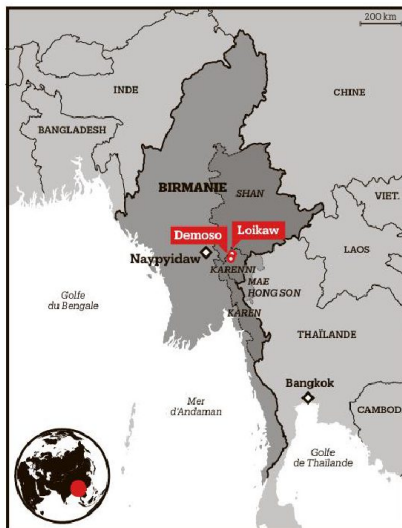 200 km
INDE
CHINE
BANGLADESH
BIRMANIE
SHAN
VIET.
Demoso
Loikaw
LAOS
Naypyidaw
KARENNI
MAE
HONG SON
Golfe
du Bengale
KAREN
THAÏLANDE
Bangkok
Mer
d'Andaman
CAMBOD
Golfe
de Thaïlande